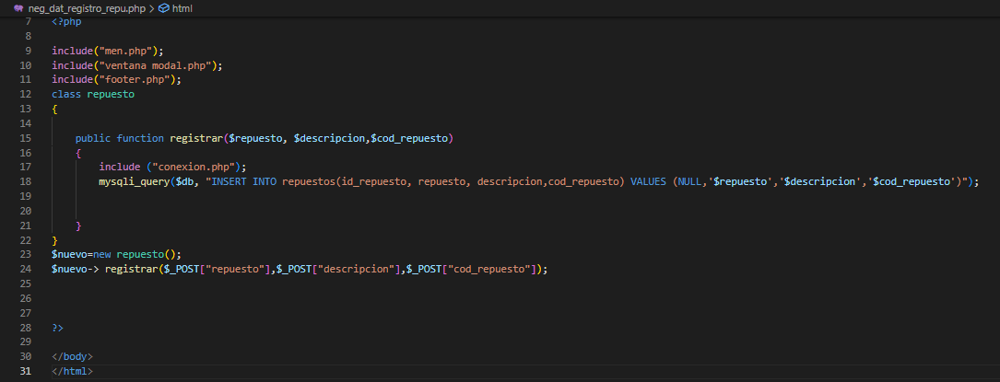 neg_dat_registro_repu.php > html
7 <?php
8
9 include("men.php");
10 include("ventana modal.php");
11 include("footer.php");
12 class repuesto
13 {
14
15 public function registrar($repuesto, $descripcion,$cod_repuesto)
16 {
17 include ("conexion.php");
18 mysqli_query($db, "INSERT INTO repuestos(id_repuesto, repuesto, descripcion,cod_repuesto) VALUES (NULL,'$repuesto','$descripcion','$cod_repuesto')");
19
20
21 }
22 }
23 $nuevo=new repuesto();
24 $nuevo-> registrar($_POST["repuesto"],$_POST["descripcion"],$_POST["cod_repuesto"]);
25
26
27
28 ?>
29
30 </body>
31 </html>